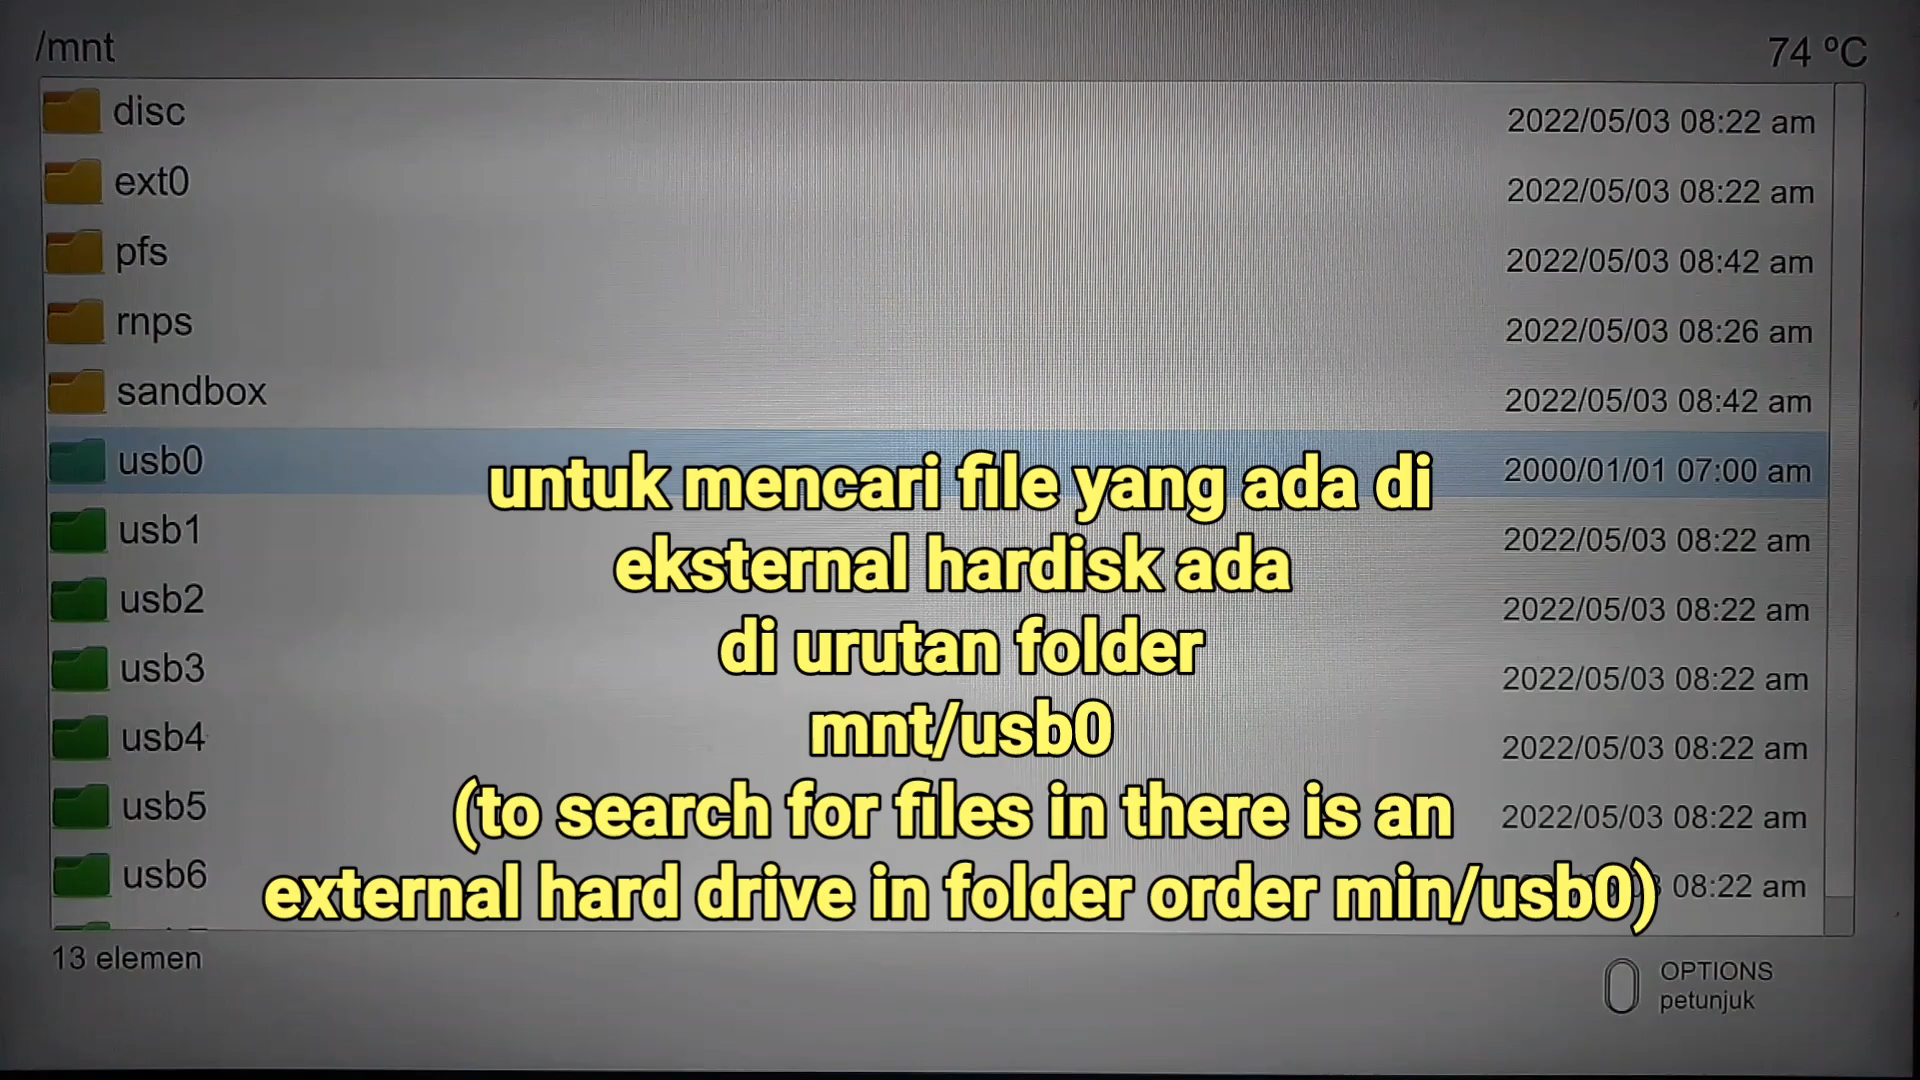 /mnt 74 ºC
disc 2022/05/03 08:22 am
ext0 2022/05/03 08:22 am
pfs 2022/05/03 08:42 am
rnps 2022/05/03 08:26 am
sandbox 2022/05/03 08:42 am
usb0 2000/01/01 07:00 am
usb1 2022/05/03 08:22 am
usb2 2022/05/03 08:22 am
usb3 2022/05/03 08:22 am
usb4 2022/05/03 08:22 am
usb5 2022/05/03 08:22 am
usb6 08:22 am
untuk mencari file yang ada di
eksternal hardisk ada
di urutan folder
mnt/usb0
(to search for files in there is an
external hard drive in folder order min/usb0)
13 elemen
OPTIONS
petunjuk